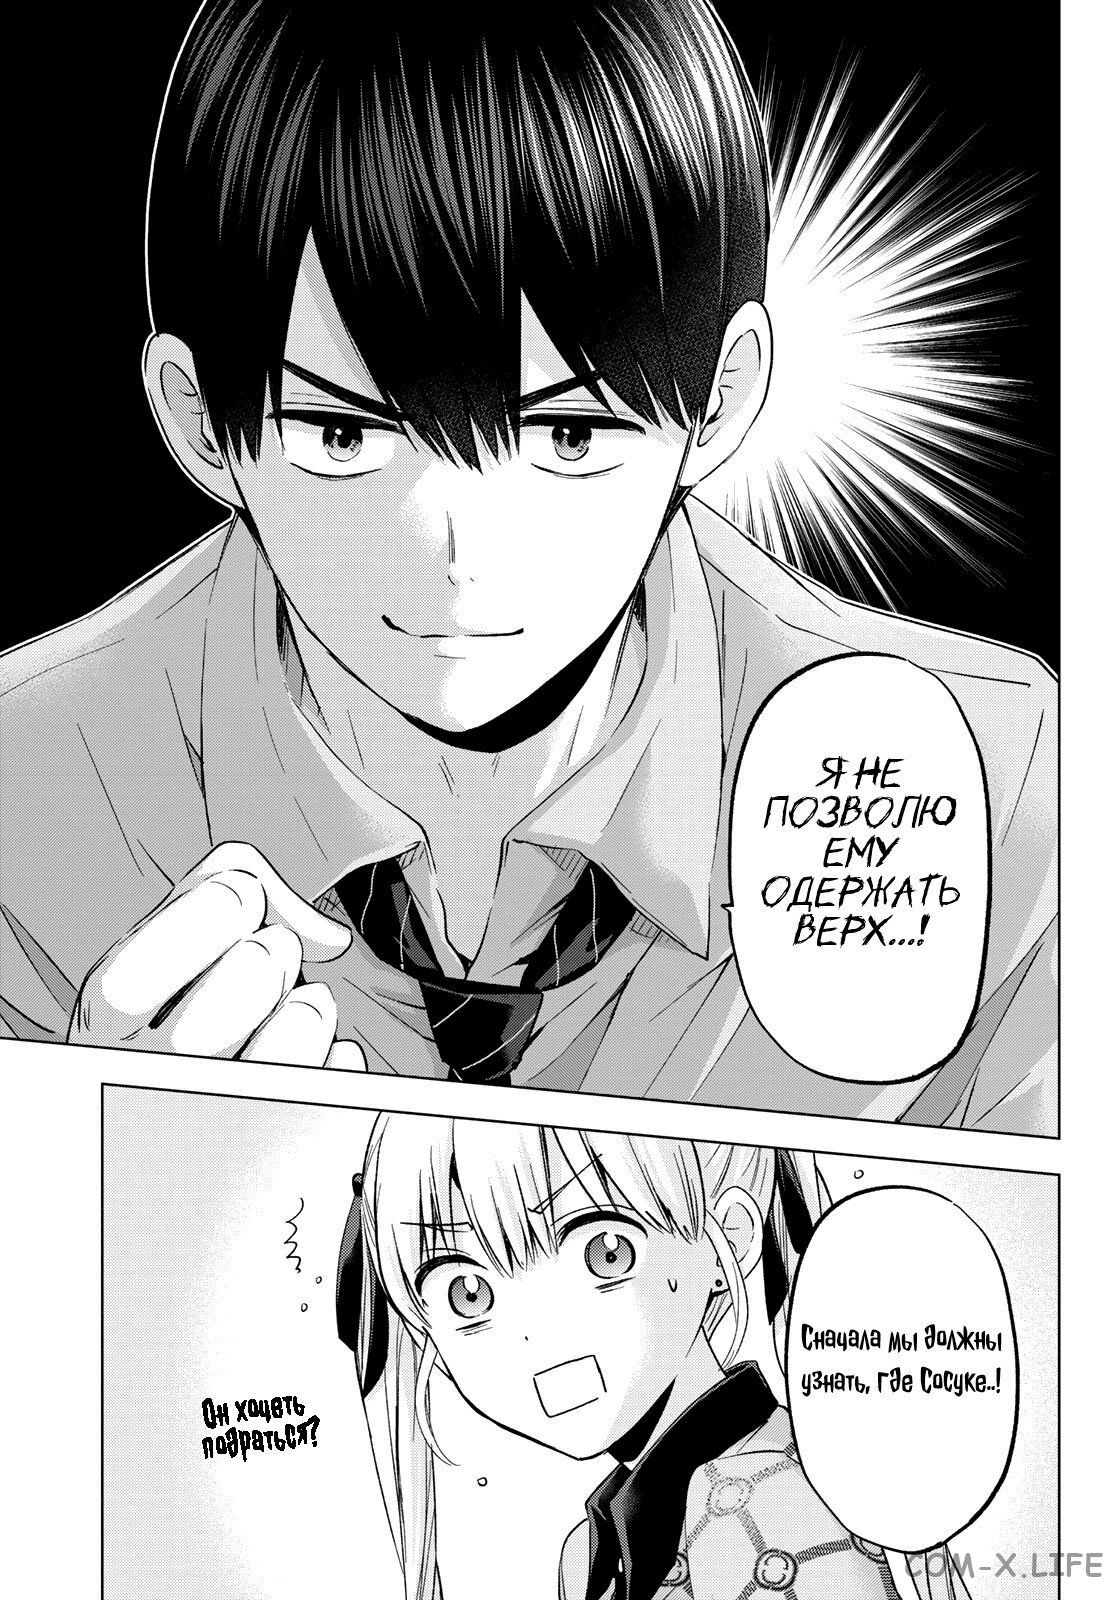 Я НЕ
ПОЗВОЛЮ
ЕМУ
ОДЕРЖАТЬ
ВЕРХ...!
Сначала мы должны
узнать, где Сосуке..!
Он хочеть
подраться?
COM-X.LIFE